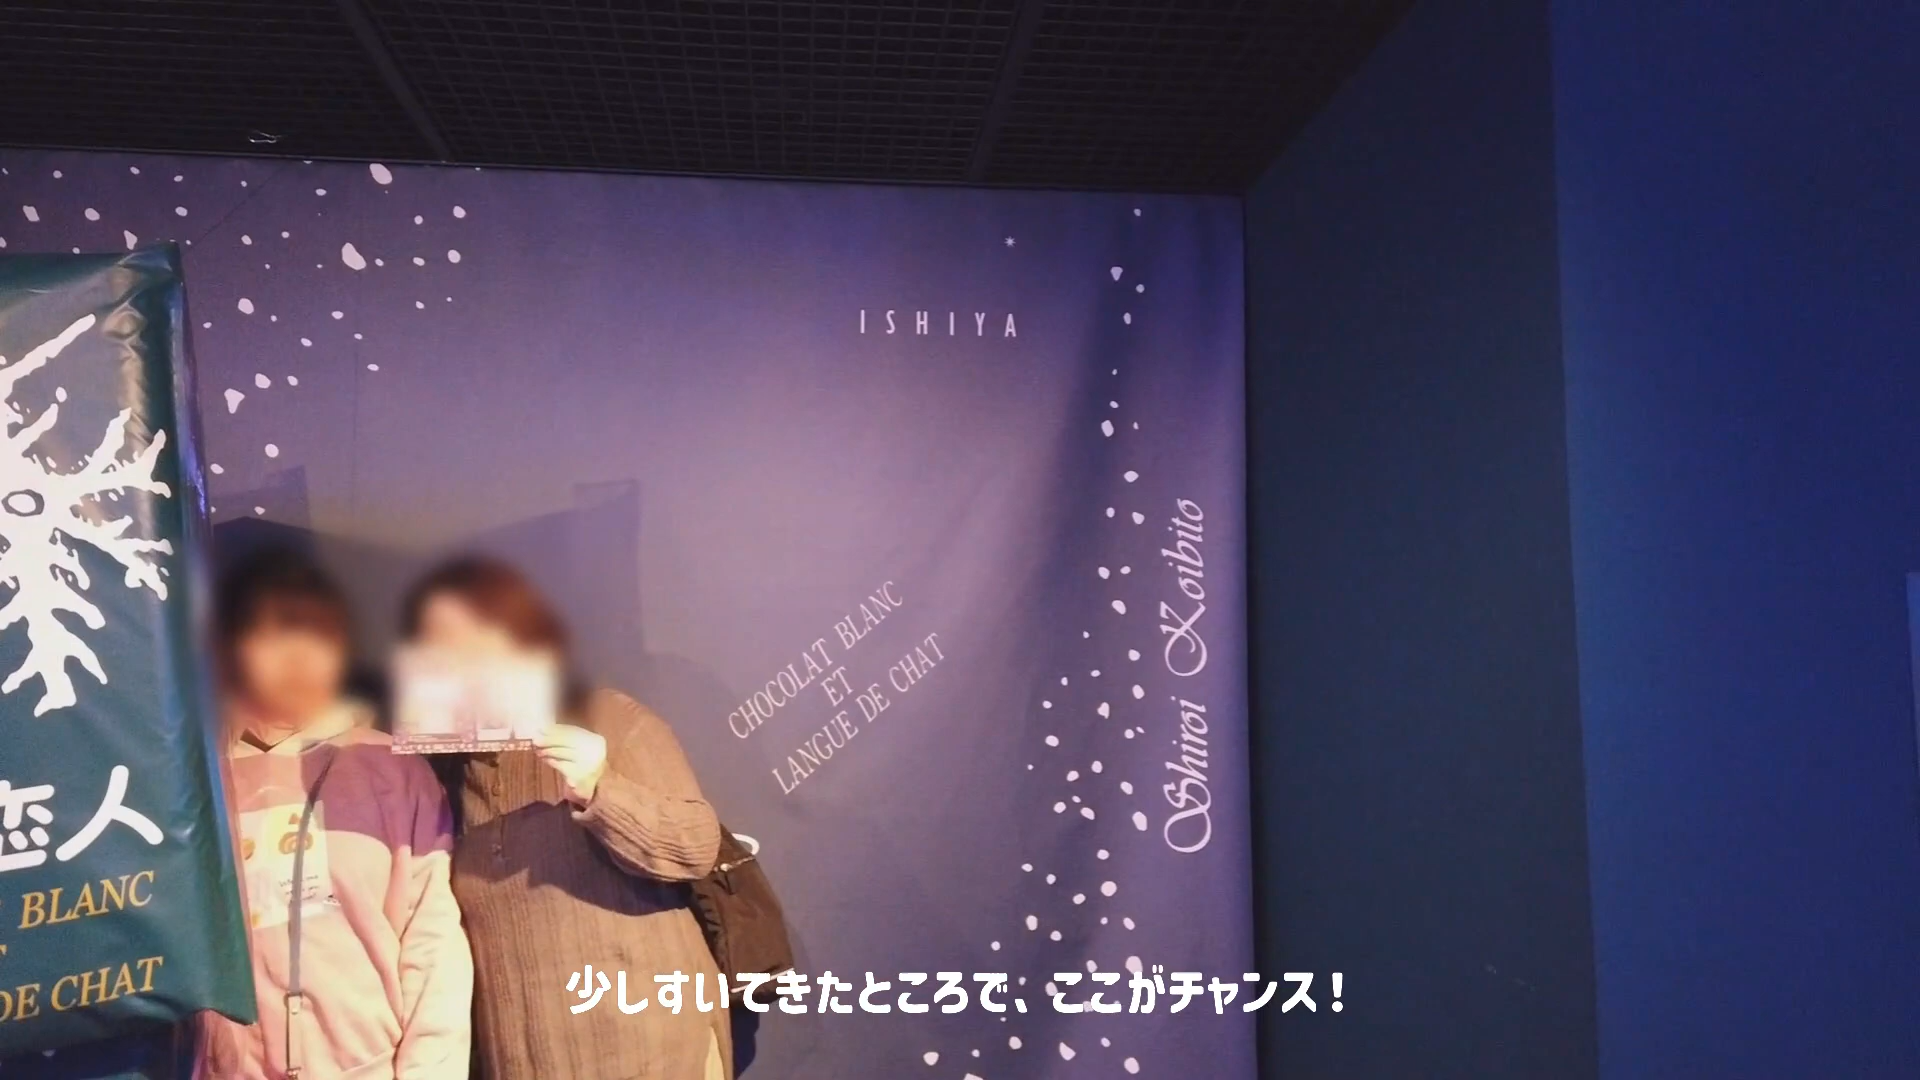 ISHIYA
CHOCOLAT BLANC
ET
LANGUE DE CHAT
Shiroi Koibito
恋人
BLANC
DE CHAT
少しすいてきたところで、ここがチャンス！